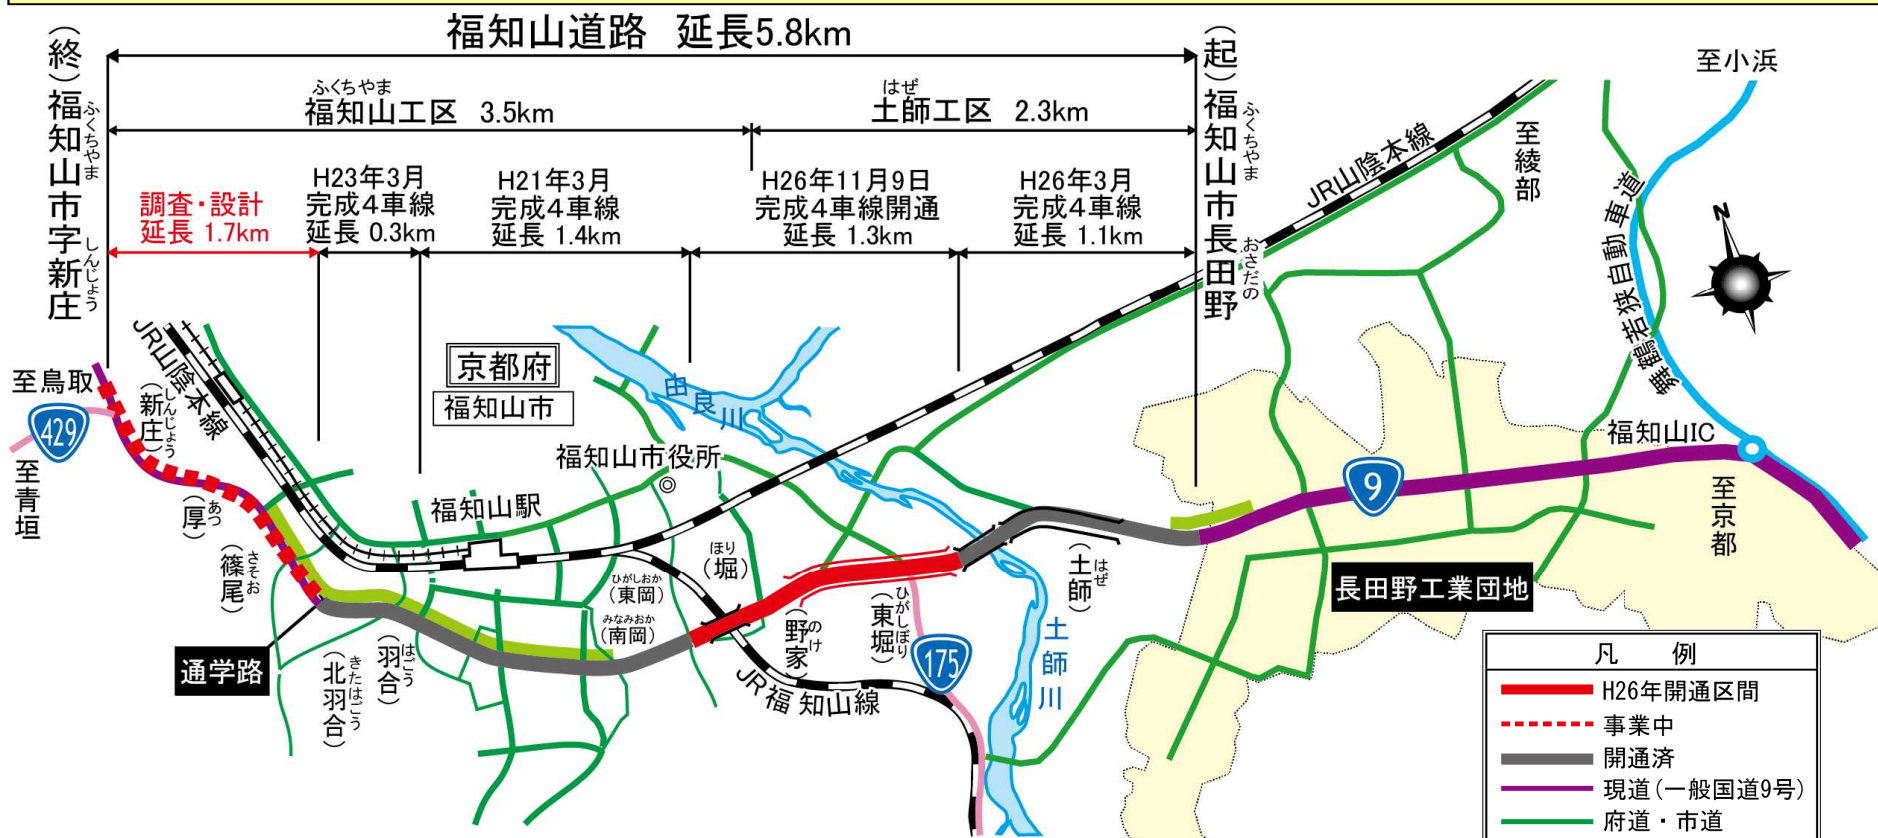 福知山道路 延長5.8km
(終)福知山市字新庄
ふくちやま
しんじょう
(起)福知山市長田野
ふくちやま
おさだの
ふくちやま
福知山工区 3.5km
はぜ
土師工区 2.3km
調査・設計
延長 1.7km
H23年3月
完成4車線
延長 0.3km
H21年3月
完成4車線
延長 1.4km
H26年11月9日
完成4車線開通
延長 1.3km
H26年3月
完成4車線
延長 1.1km
至小浜
至綾部
JR山陰本線
舞鶴若狭自動車道
N
JR山陰本線
至鳥取
429
至青垣
(新庄)
しんじょう
京都府
福知山市
由良川
福知山市役所
福知山駅
(厚)
あつ
(篠尾)
さそお
通学路
(北羽合)
きたはごう
(羽合)
はごう
ひがしおか
(東岡)
みなみおか
(南岡)
ほり
(堀)
(野家)
のけ
(東堀)
ひがしぼり
175
JR福知山線
土師川
(土師)
はぜ
9
福知山IC
至京都
長田野工業団地
凡 例
H26年開通区間
事業中
開通済
現道(一般国道9号)
府道・市道